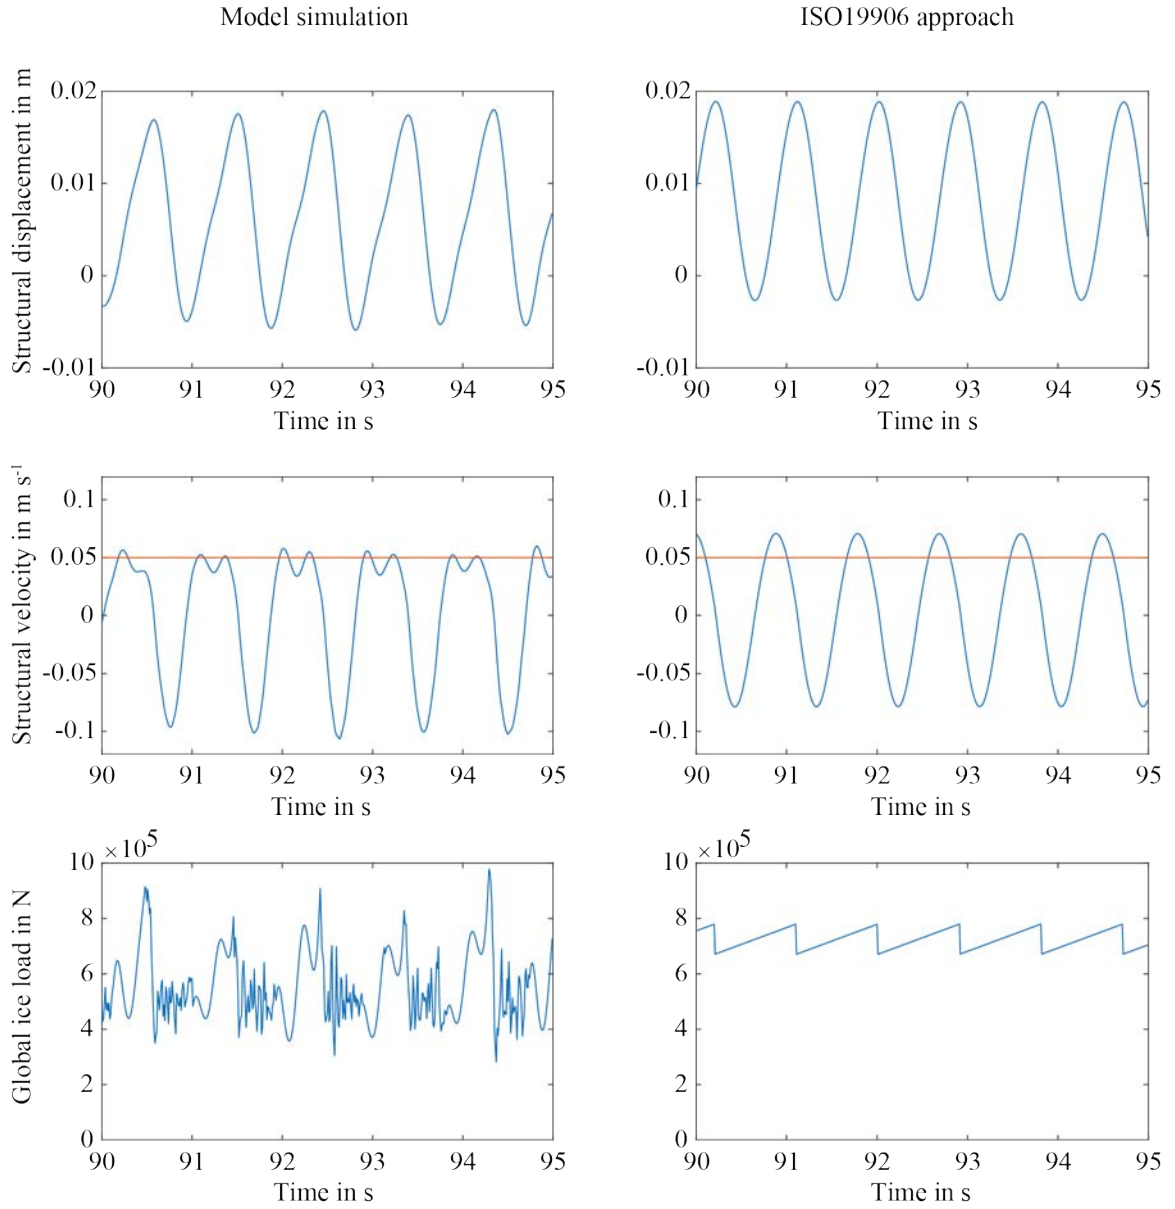 Model simulation
ISO19906 approach
Structural displacement in m
0.02
0.01
0
-0.01
90 91 92 93 94 95
Time in s
0.02
0.01
0
-0.01
90 91 92 93 94 95
Time in s
Structural velocity in m s-1
0.1
0.05
0
-0.05
-0.1
90 91 92 93 94 95
Time in s
0.1
0.05
0
-0.05
-0.1
90 91 92 93 94 95
Time in s
Global ice load in N
×10⁵
10
8
6
4
2
0
90 91 92 93 94 95
Time in s
×10⁵
10
8
6
4
2
0
90 91 92 93 94 95
Time in s